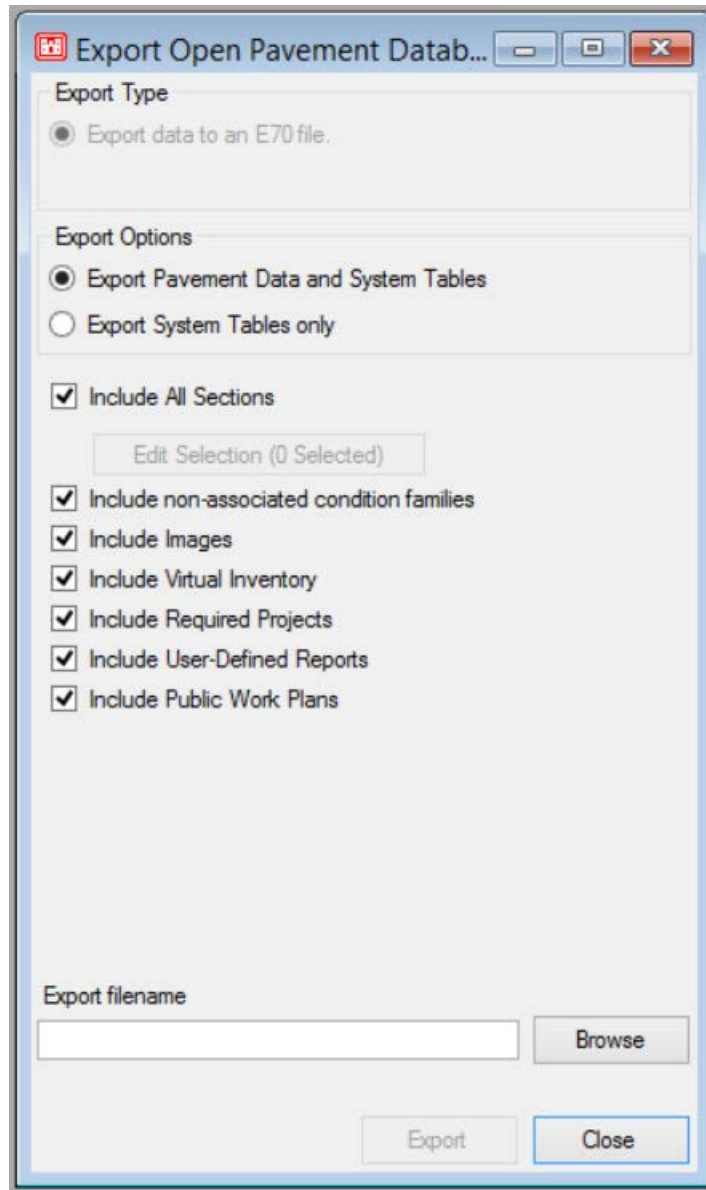 Export Open Pavement Datab...
Export Type
Export data to an E70 file.
Export Options
Export Pavement Data and System Tables
Export System Tables only
Include All Sections
Edit Selection (0 Selected)
Include non-associated condition families
Include Images
Include Virtual Inventory
Include Required Projects
Include User-Defined Reports
Include Public Work Plans
Export filename
Browse
Export
Close